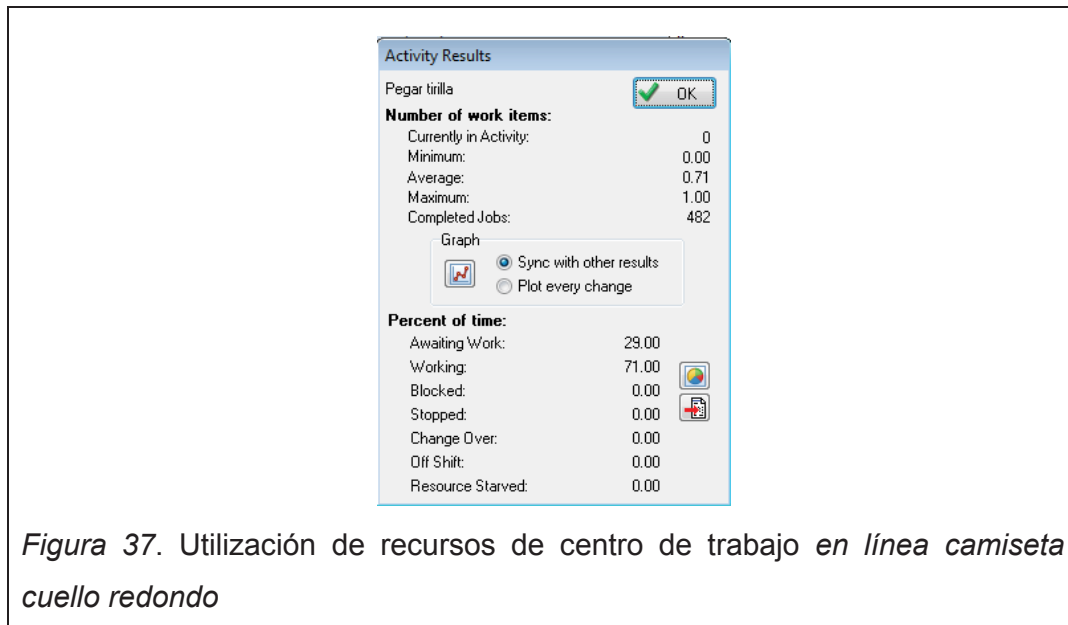 Activity Results
Pegar tirilla
OK
Number of work items:
Currently in Activity: 0
Minimum: 0.00
Average: 0.71
Maximum: 1.00
Completed Jobs: 482
Graph
Sync with other results
Plot every change
Percent of time:
Awaiting Work: 29.00
Working: 71.00
Blocked: 0.00
Stopped: 0.00
Change Over: 0.00
Off Shift: 0.00
Resource Starved: 0.00
Figura 37. Utilización de recursos de centro de trabajo en línea camiseta
cuello redondo